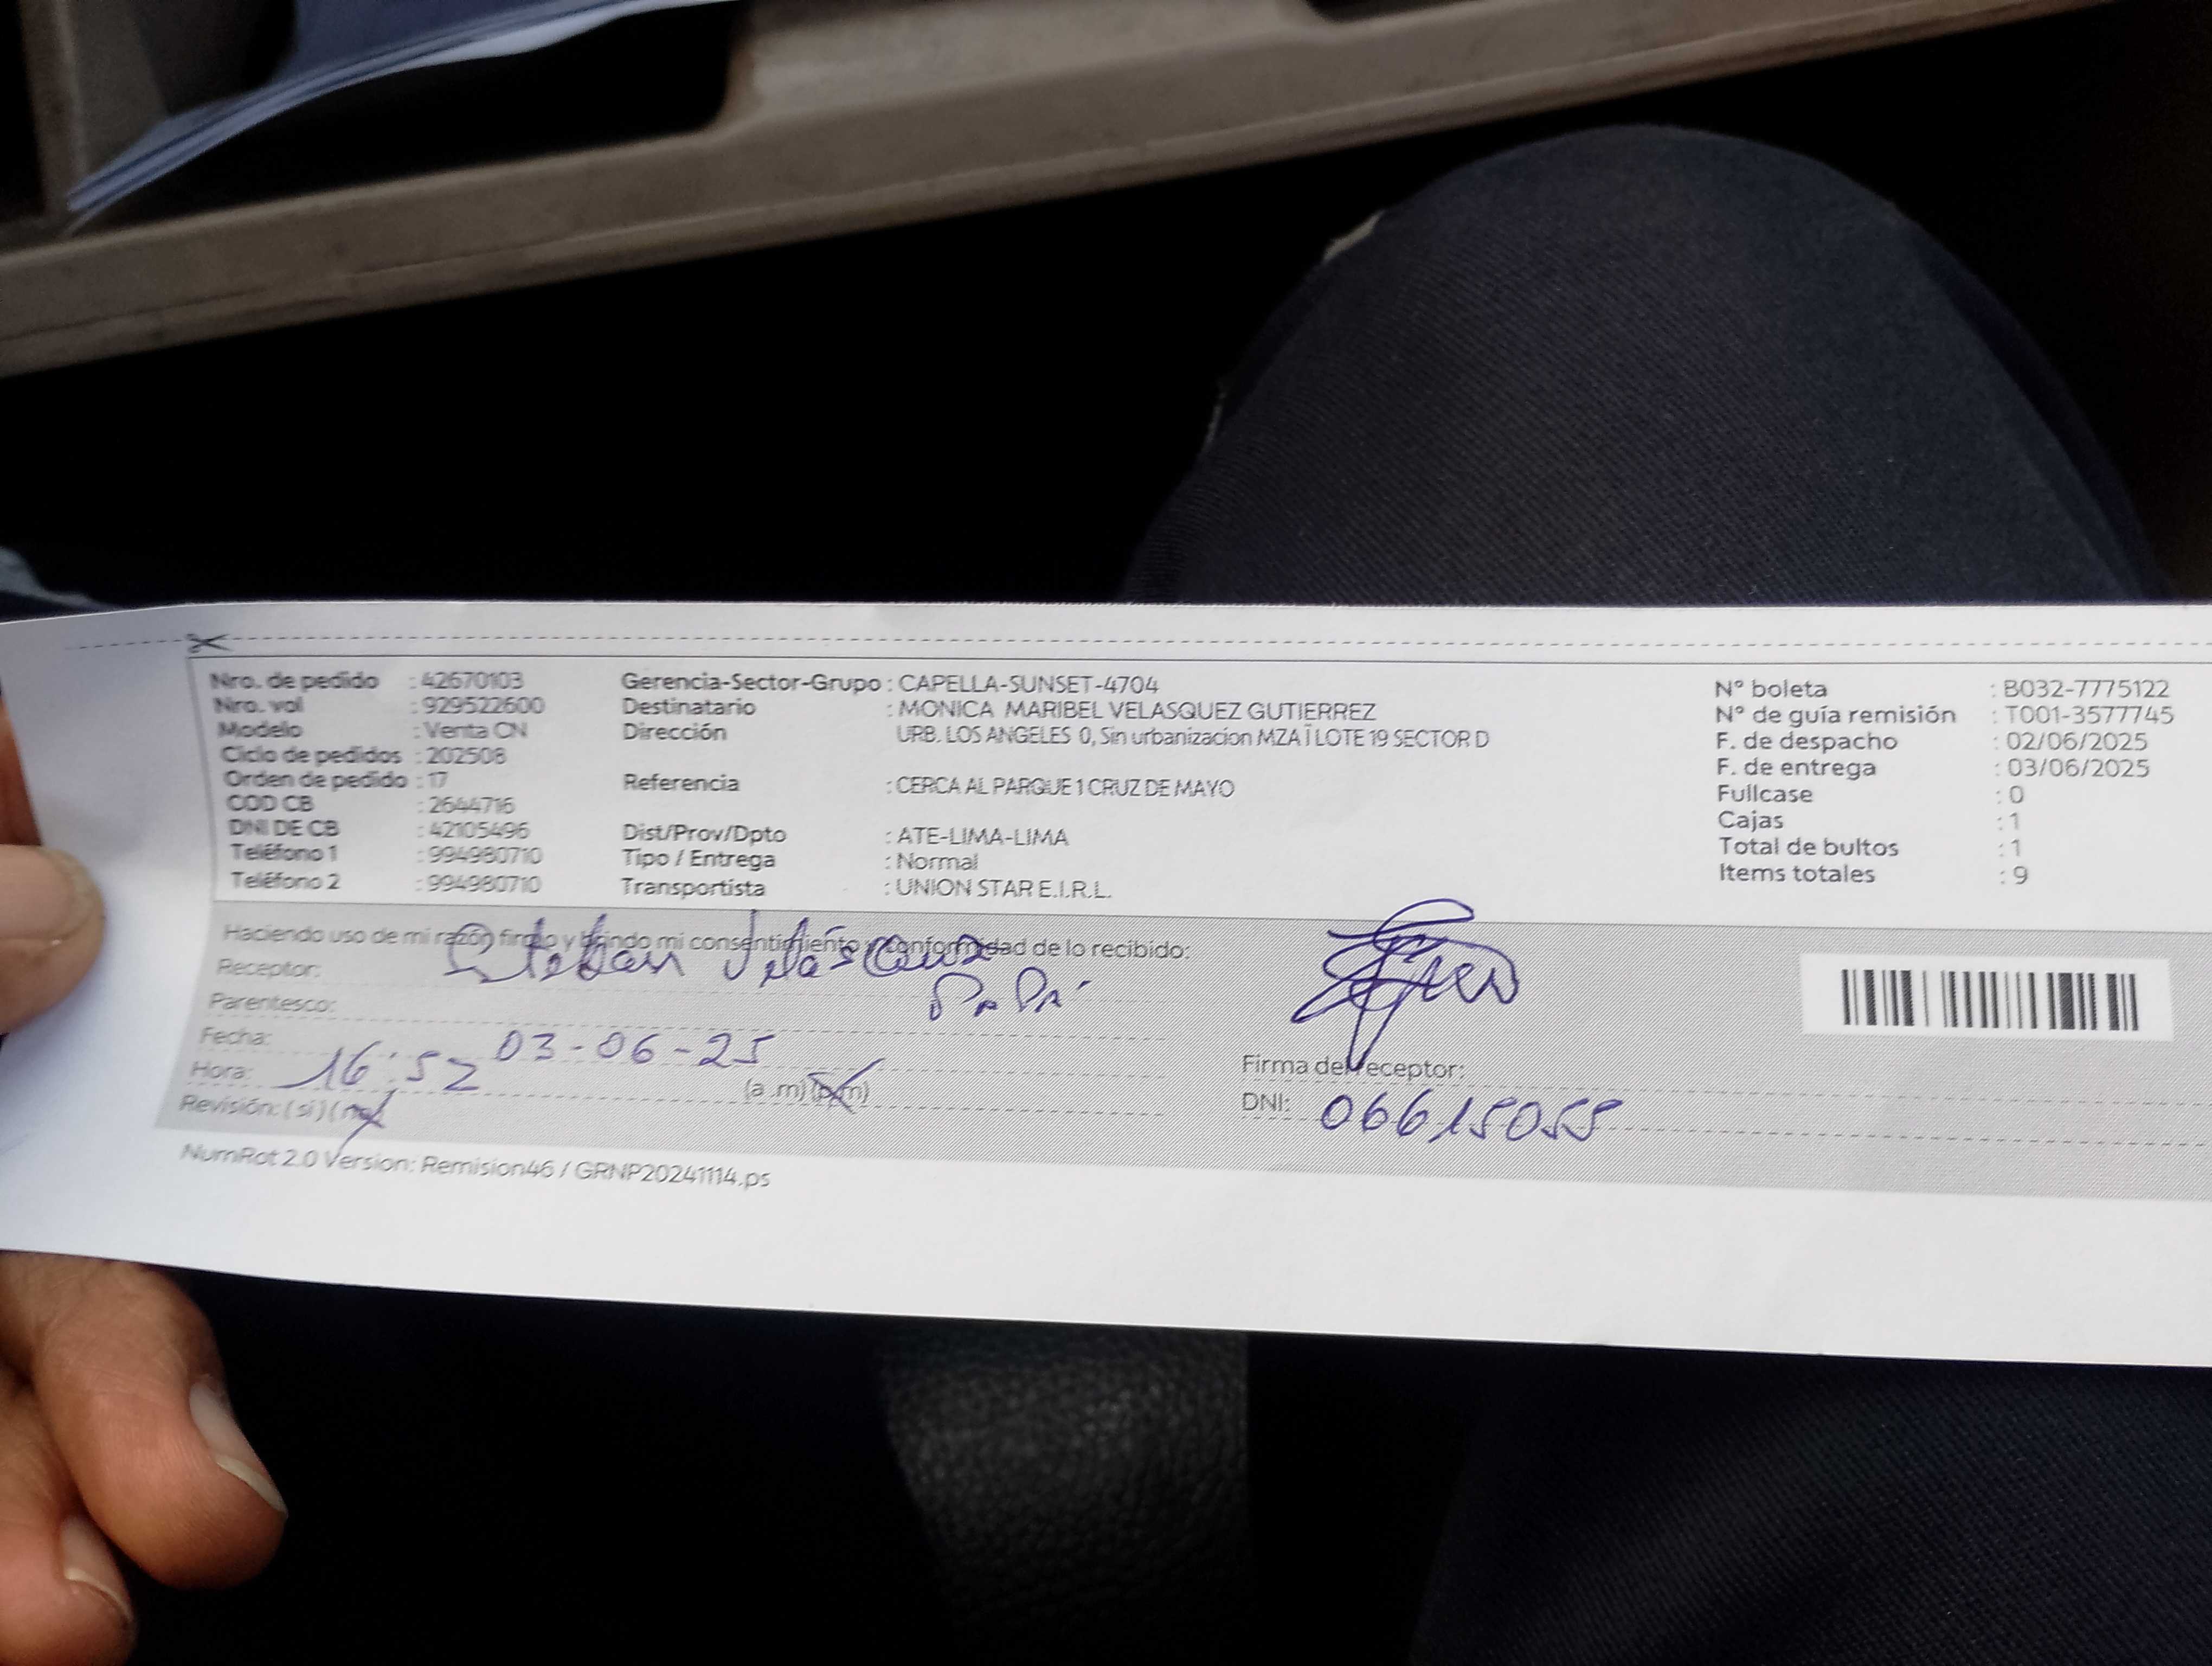 Nro. de pedido : 42670103
Nro. vol : 929522600
Modelo : Venta CN
Ciclo de pedidos : 202508
Orden de pedido : 17
COD CB : 2644716
DNI DE CB : 42105496
Teléfono 1 : 994980710
Teléfono 2 : 994980710
Gerencia-Sector-Grupo : CAPELLA-SUNSET-4704
Destinatario : MONICA MARIBEL VELASQUEZ GUTIERREZ
Dirección URB. LOS ANGELES 0, Sin urbanizacion MZA I LOTE 19 SECTOR D
Referencia : CERCA AL PARQUE 1 CRUZ DE MAYO
Dist/Prov/Dpto : ATE-LIMA-LIMA
Tipo / Entrega : Normal
Transportista : UNION STAR E.I.R.L.
N° boleta : B032-7775122
N° de guía remisión : T001-3577745
F. de despacho : 02/06/2025
F. de entrega : 03/06/2025
Fullcase : 0
Cajas : 1
Total de bultos : 1
Items totales : 9
Haciendo uso de mi razón firmo y brindo mi consentimiento y conformidad de lo recibido:
Receptor: Esteban Velásquez
Parentesco: PAPÁ
Fecha: 03-06-25
Hora: 16:52 (a .m) (p.m)
Revisión: (si) (no)
Firma del receptor:
DNI: 06615055
NumRot 2.0 Version: Remision46 / GRNP20241114.ps